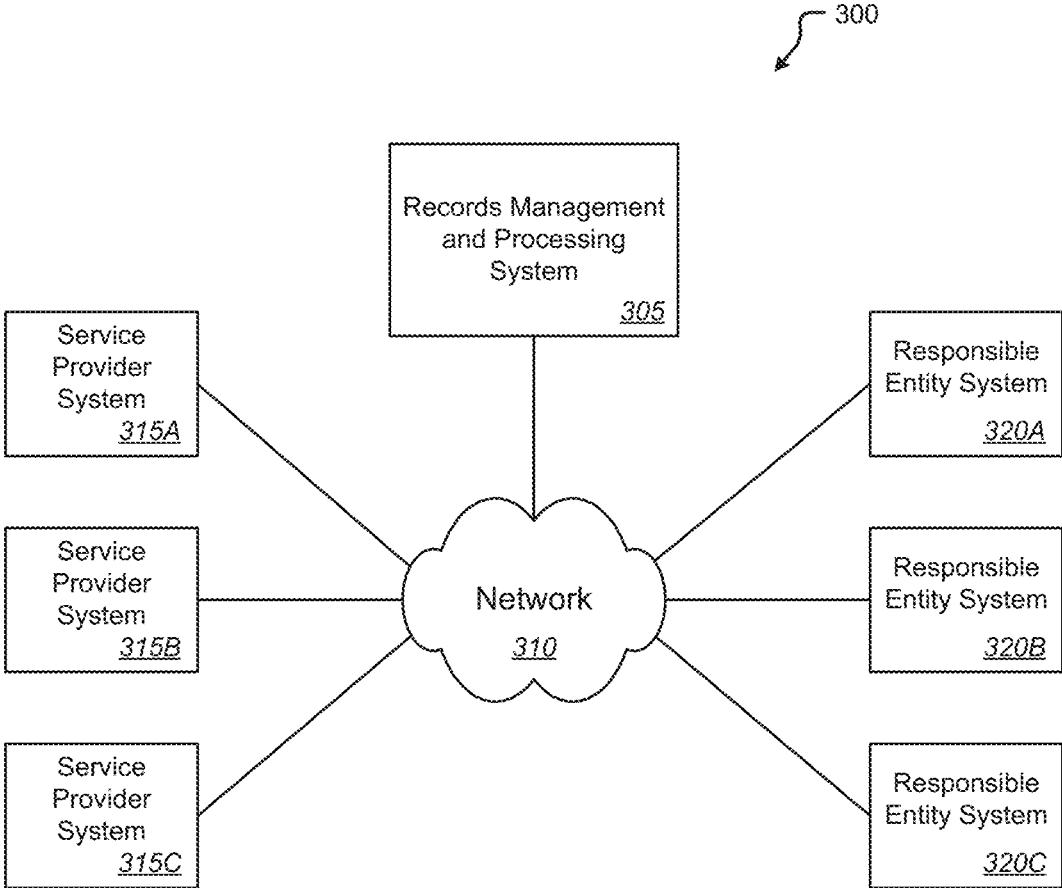 300
Records Management
and Processing
System
305
Service
Provider
System
315A
Responsible
Entity System
320A
Service
Provider
System
315B
Network
310
Responsible
Entity System
320B
Service
Provider
System
315C
Responsible
Entity System
320C